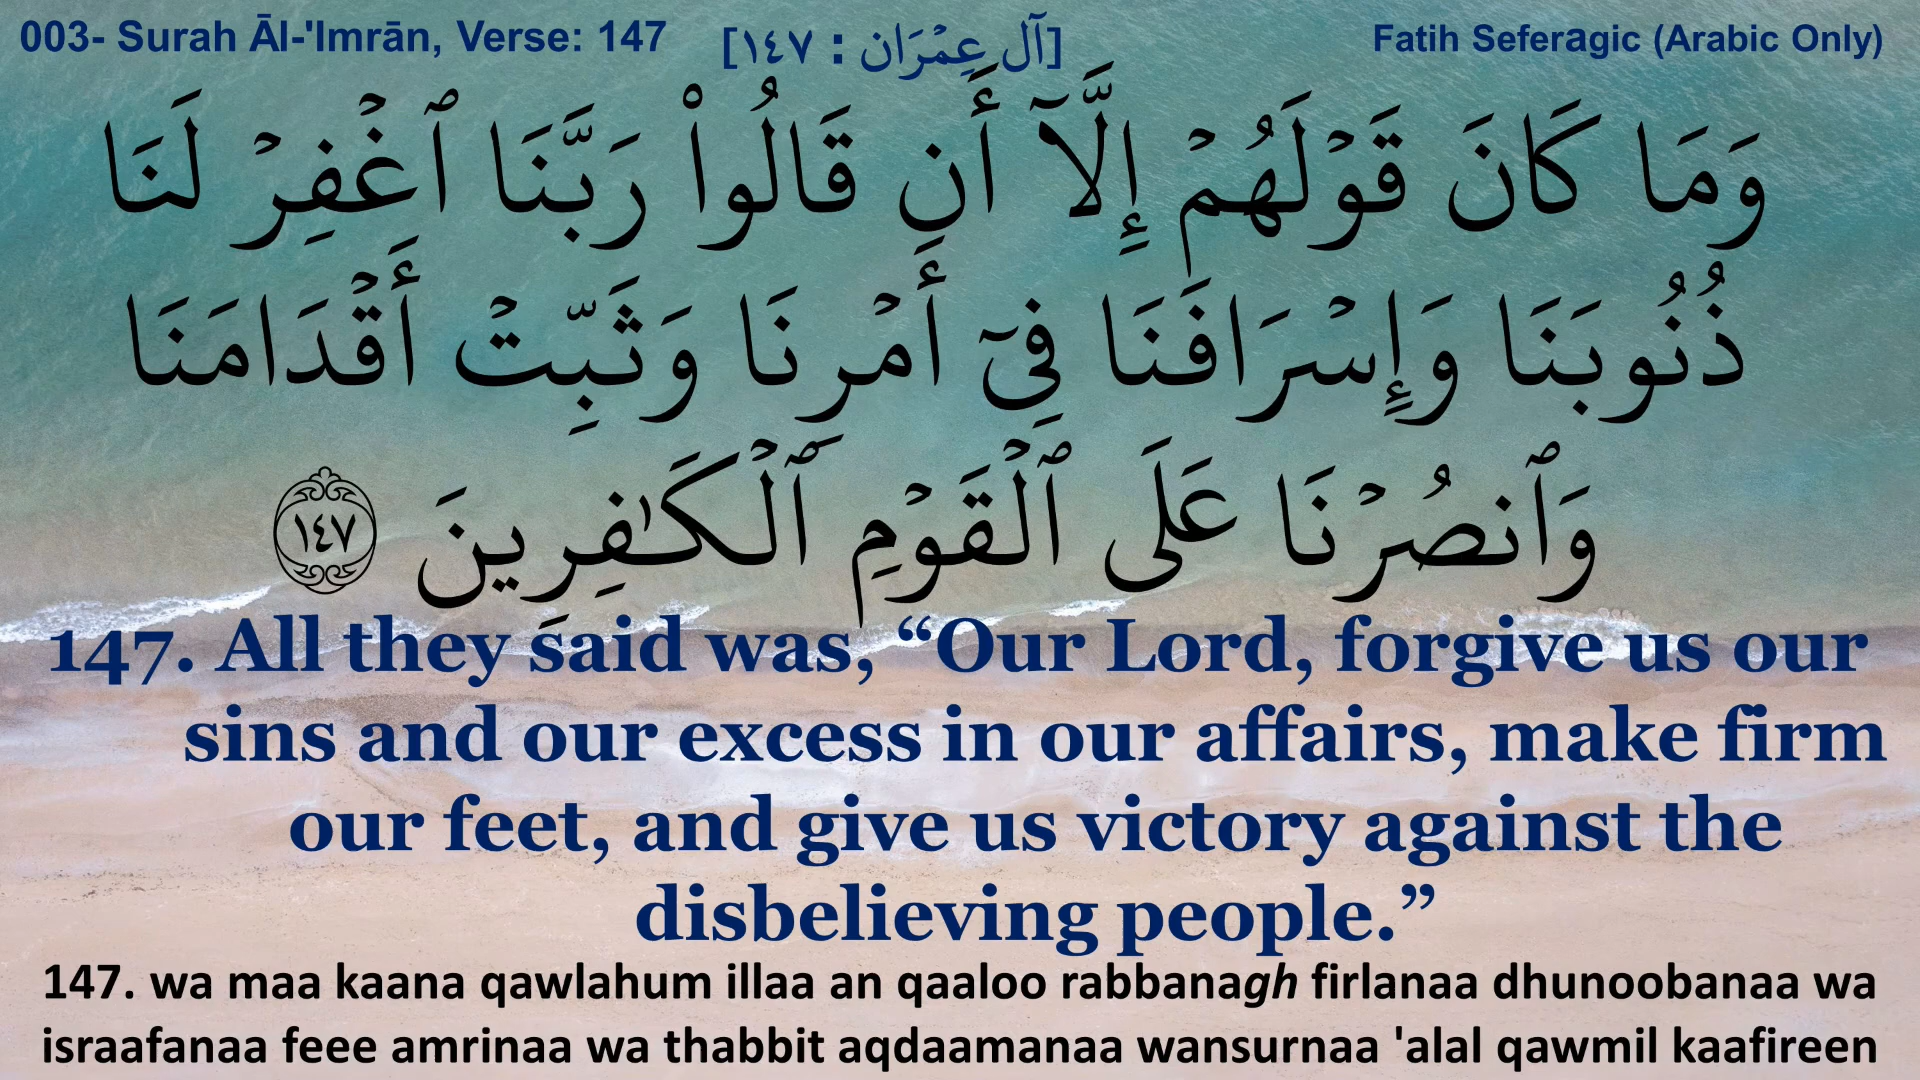 003- Surah Āl-'Imrān, Verse: 147
[آل عِمْرَان : ١٤٧]
Fatih Seferagic (Arabic Only)
وَمَا كَانَ قَوۡلَهُمۡ إِلَّآ أَن قَالُواْ رَبَّنَا ٱغۡفِرۡ لَنَا
ذُنُوبَنَا وَإِسۡرَافَنَا فِيٓ أَمۡرِنَا وَثَبِّتۡ أَقۡدَامَنَا
وَٱنصُرۡنَا عَلَى ٱلۡقَوۡمِ ٱلۡكَٰفِرِينَ ١٤٧
147. All they said was, “Our Lord, forgive us our
sins and our excess in our affairs, make firm
our feet, and give us victory against the
disbelieving people.”
147. wa maa kaana qawlahum illaa an qaaloo rabbanagh firlanaa dhunoobanaa wa
israafanaa feee amrinaa wa thabbit aqdaamanaa wansurnaa 'alal qawmil kaafireen